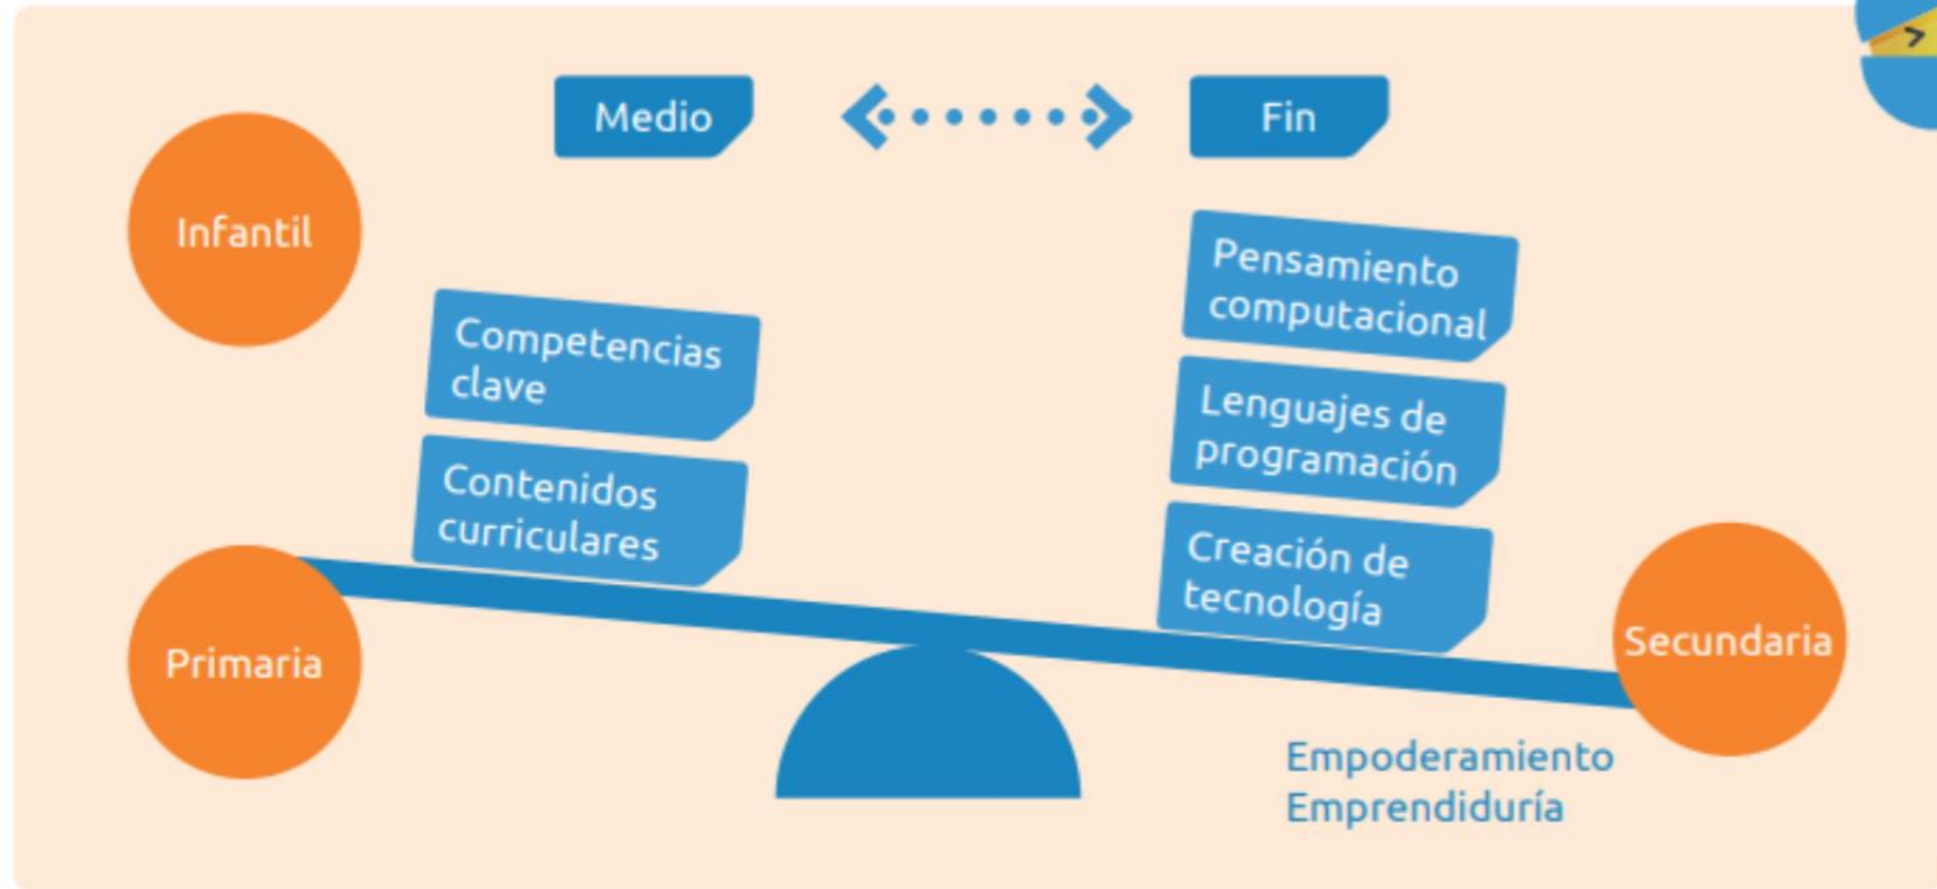 Medio
Fin
Infantil
Competencias
clave
Contenidos
curriculares
Pensamiento
computacional
Lenguajes de
programación
Creación de
tecnología
Primaria
Secundaria
Empoderamiento
Emprendiduría